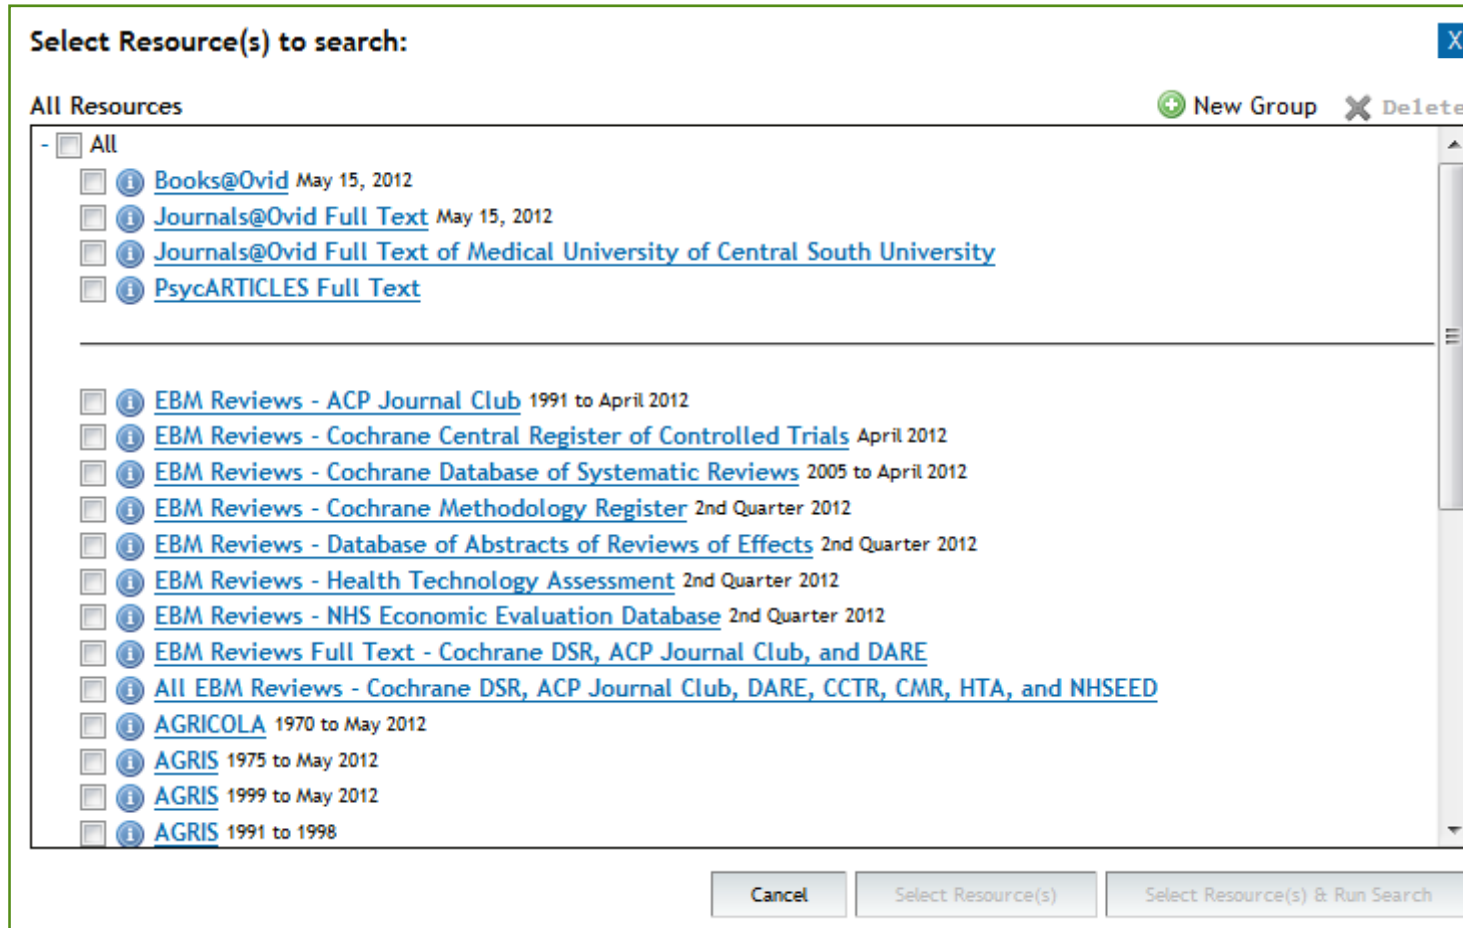 Select Resource(s) to search:
X
All Resources
New Group Delete
- All
Books@Ovid May 15, 2012
Journals@Ovid Full Text May 15, 2012
Journals@Ovid Full Text of Medical University of Central South University
PsycARTICLES Full Text
EBM Reviews - ACP Journal Club 1991 to April 2012
EBM Reviews - Cochrane Central Register of Controlled Trials April 2012
EBM Reviews - Cochrane Database of Systematic Reviews 2005 to April 2012
EBM Reviews - Cochrane Methodology Register 2nd Quarter 2012
EBM Reviews - Database of Abstracts of Reviews of Effects 2nd Quarter 2012
EBM Reviews - Health Technology Assessment 2nd Quarter 2012
EBM Reviews - NHS Economic Evaluation Database 2nd Quarter 2012
EBM Reviews Full Text - Cochrane DSR, ACP Journal Club, and DARE
All EBM Reviews - Cochrane DSR, ACP Journal Club, DARE, CCTR, CMR, HTA, and NHSEED
AGRICOLA 1970 to May 2012
AGRIS 1975 to May 2012
AGRIS 1999 to May 2012
AGRIS 1991 to 1998
Cancel Select Resource(s) Select Resource(s) & Run Search